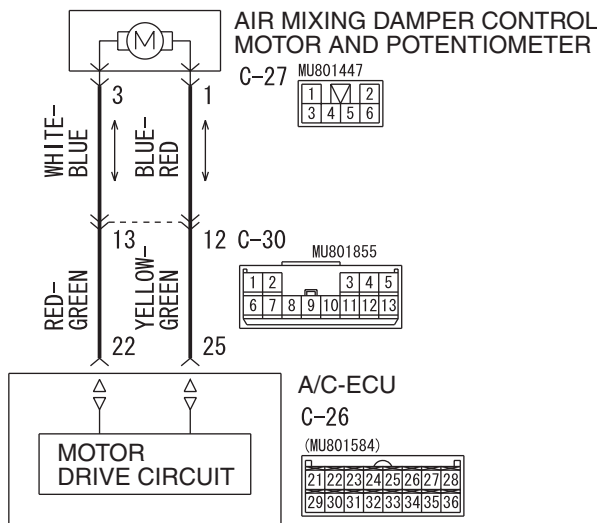 AIR MIXING DAMPER CONTROL
MOTOR AND POTENTIOMETER
M
C-27 MU801447
1 2
3 4 5 6
3 1
WHITE-
BLUE
BLUE-
RED
13 12 C-30 MU801855
1 2 3 4 5
6 7 8 9 10 11 12 13
RED-
GREEN
YELLOW-
GREEN
22 25
A/C-ECU
C-26
(MU801584)
21 22 23 24 25 26 27 28
29 30 31 32 33 34 35 36
MOTOR
DRIVE CIRCUIT